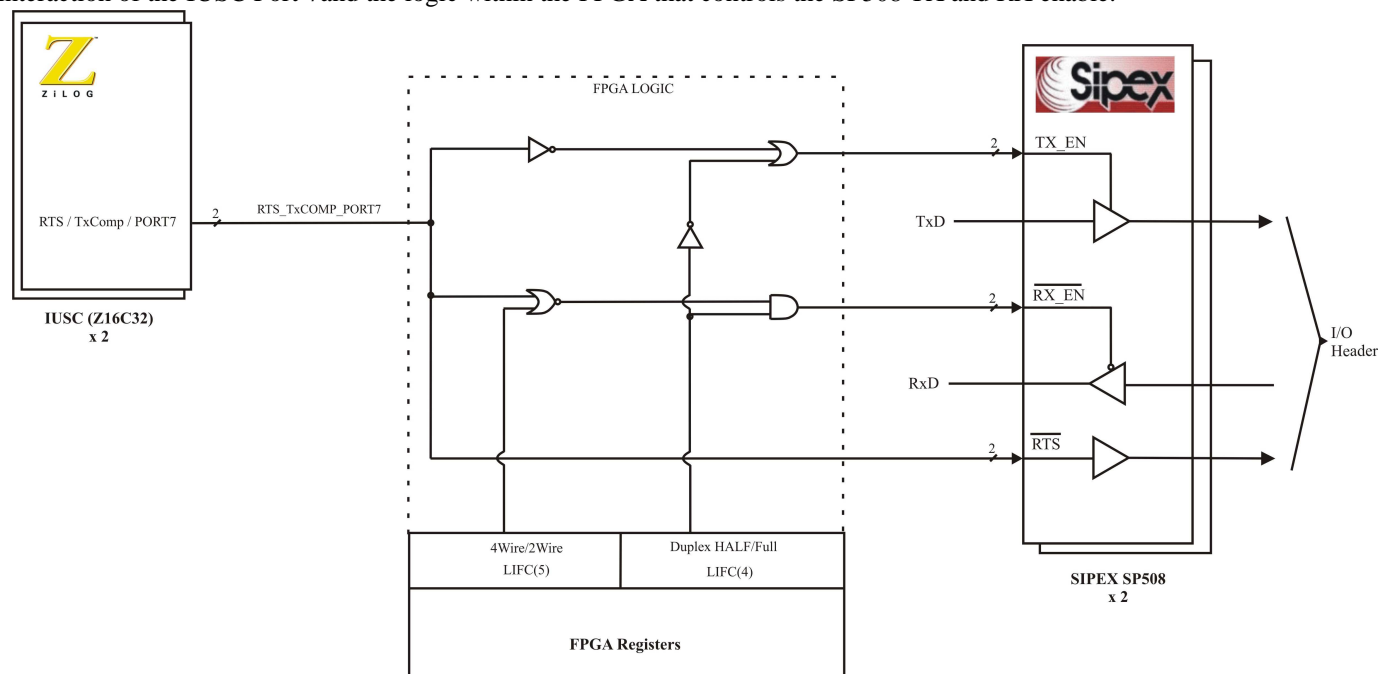 interaction of the IUSC Port 7and the logic within the FPGA that controls the SP508 TX and RX enable.
Z
ZiLOG
TM
RTS / TxComp / PORT7
IUSC (Z16C32)
x 2
2
RTS_TxCOMP_PORT7
FPGA LOGIC
4Wire/2Wire
LIFC(5)
Duplex HALF/Full
LIFC(4)
FPGA Registers
Sipex
2
TX_EN
TxD
2
RX_EN
RxD
2
RTS
I/O
Header
SIPEX SP508
x 2